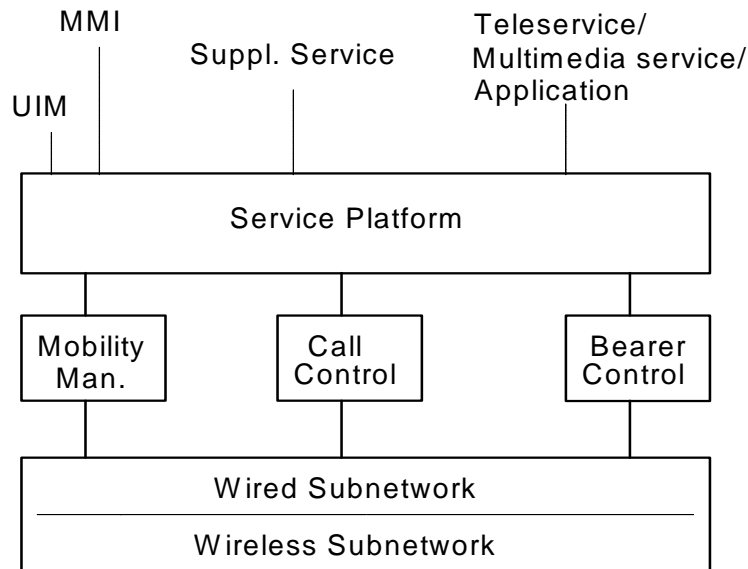 MMI
UIM
Suppl. Service
Teleservice/
Multimedia service/
Application
Service Platform
Mobility
Man.
Call
Control
Bearer
Control
Wired Subnetwork
Wireless Subnetwork